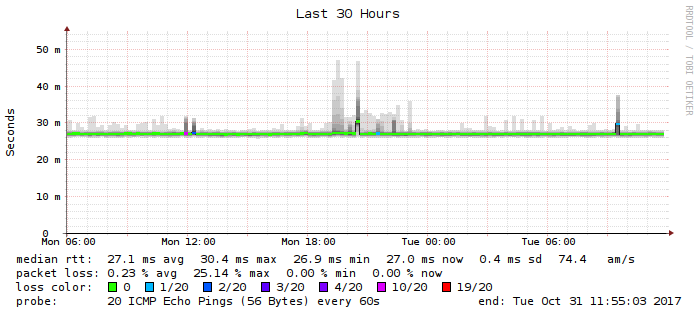 Last 30 Hours
RRDTOOL / TOBI OETIKER
Seconds
50 m
40 m
30 m
20 m
10 m
0
Mon 06:00 Mon 12:00 Mon 18:00 Tue 00:00 Tue 06:00
median rtt: 27.1 ms avg 30.4 ms max 26.9 ms min 27.0 ms now 0.4 ms sd 74.4 am/s
packet loss: 0.23 % avg 25.14 % max 0.00 % min 0.00 % now
loss color: 0 1/20 2/20 3/20 4/20 10/20 19/20
probe: 20 ICMP Echo Pings (56 Bytes) every 60s end: Tue Oct 31 11:55:03 2017